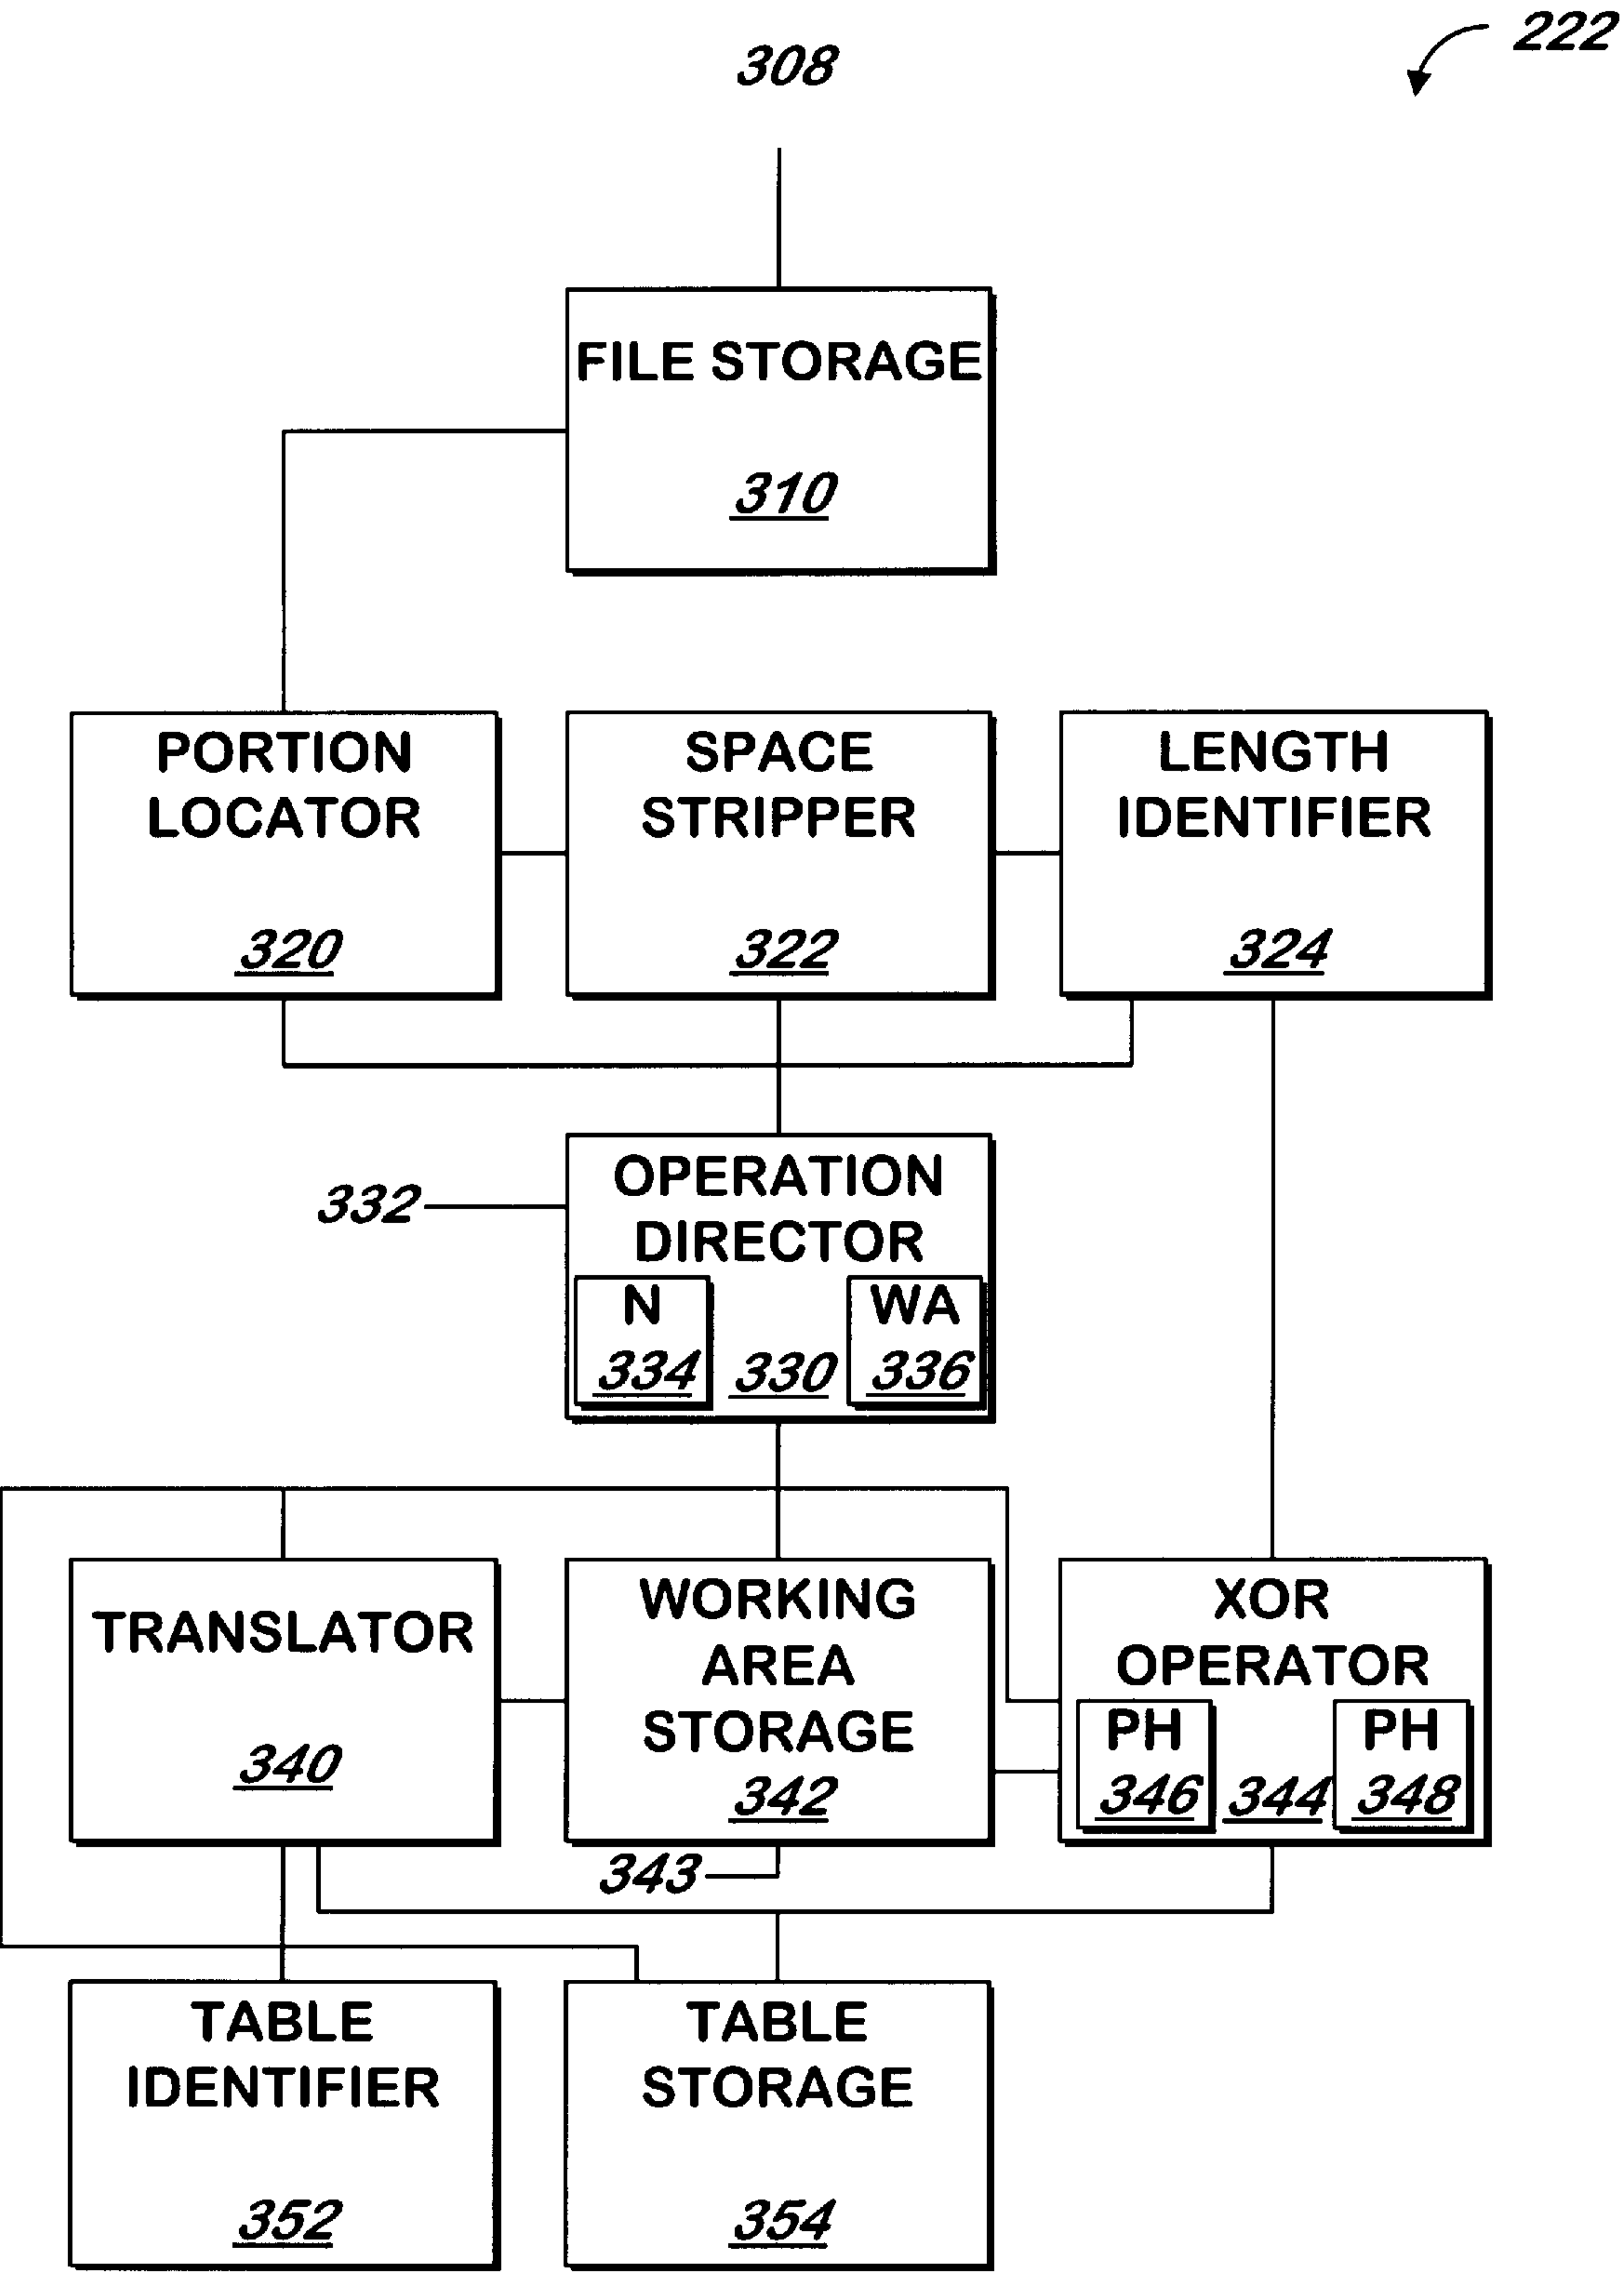 222
308
FILE STORAGE
310
PORTION
LOCATOR
320
SPACE
STRIPPER
322
LENGTH
IDENTIFIER
324
332
OPERATION
DIRECTOR
N
334
330
WA
336
TRANSLATOR
340
WORKING
AREA
STORAGE
342
343
XOR
OPERATOR
PH
346
344
PH
348
TABLE
IDENTIFIER
352
TABLE
STORAGE
354